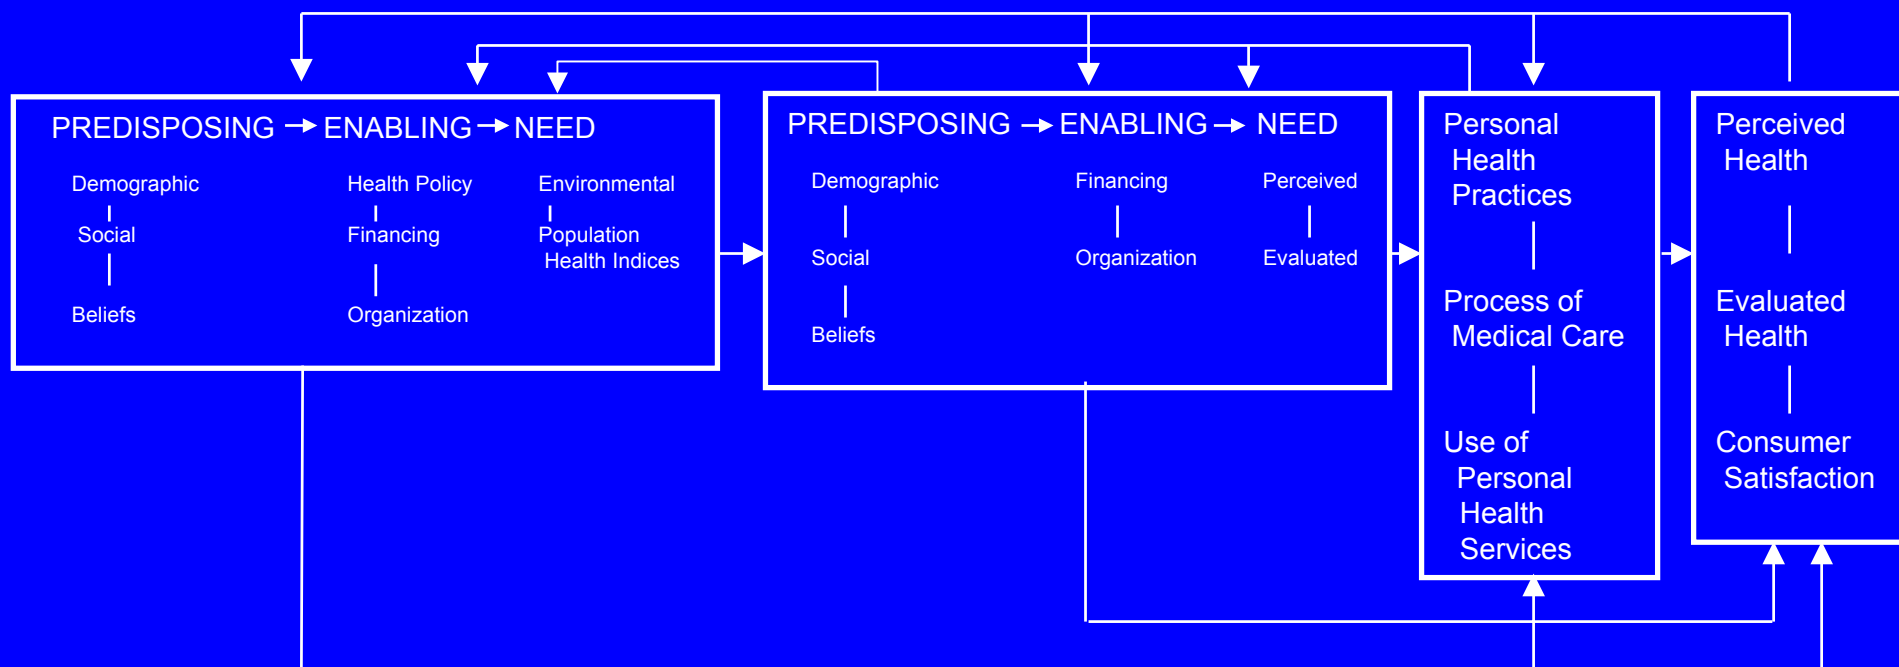 PREDISPOSING ENABLING NEED
Demographic Health Policy Environmental
Social Financing Population
Health Indices
Beliefs Organization
PREDISPOSING ENABLING NEED
Demographic Financing Perceived
Social Organization Evaluated
Beliefs
Personal
Health
Practices
Process of
Medical Care
Use of
Personal
Health
Services
Perceived
Health
Evaluated
Health
Consumer
Satisfaction